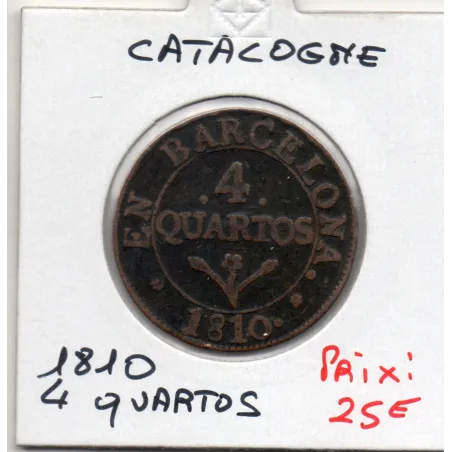 CATALOGNE
EN BARCELONA
.4.
QUARTOS
1810
1810
4 QUARTOS
PRiX:
25€